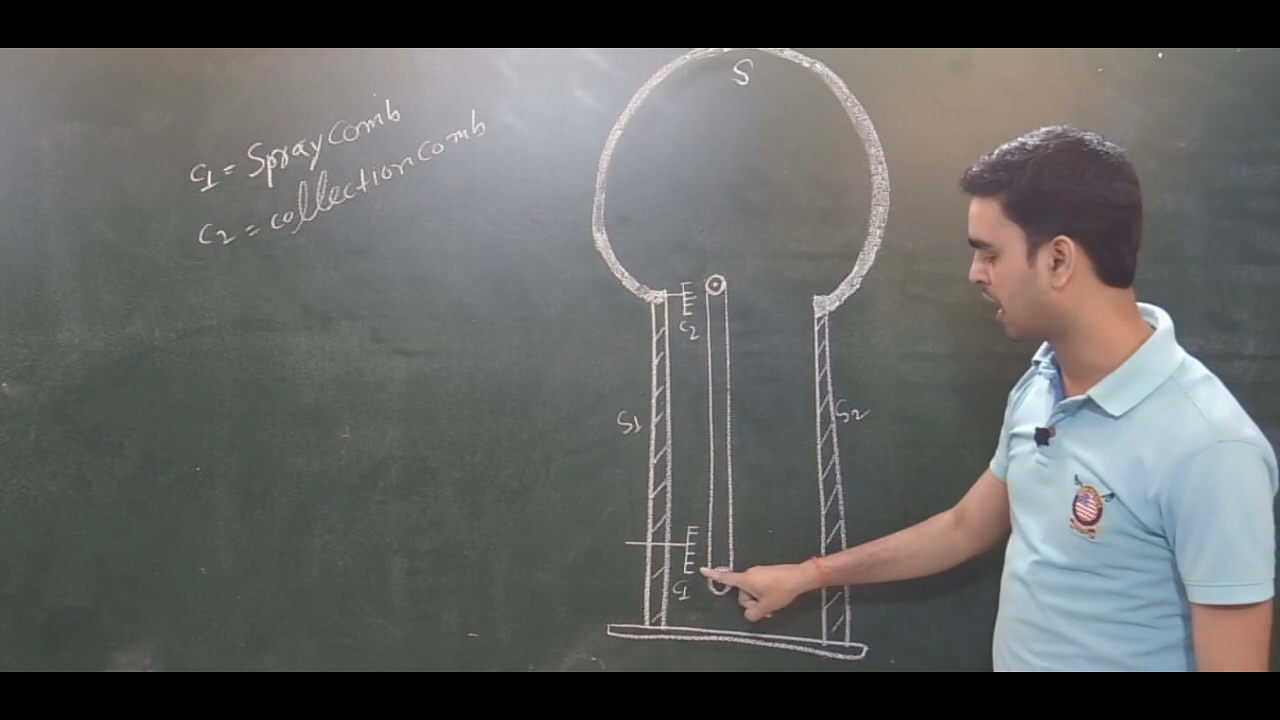 S
C1 = Spray comb
C2 = collection comb
C2
S1
S2
C1